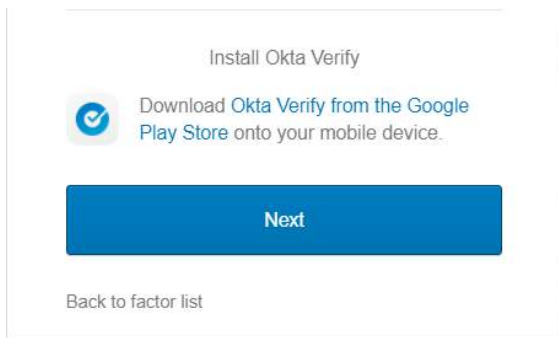 Install Okta Verify
Download Okta Verify from the Google
Play Store onto your mobile device.
Next
Back to factor list